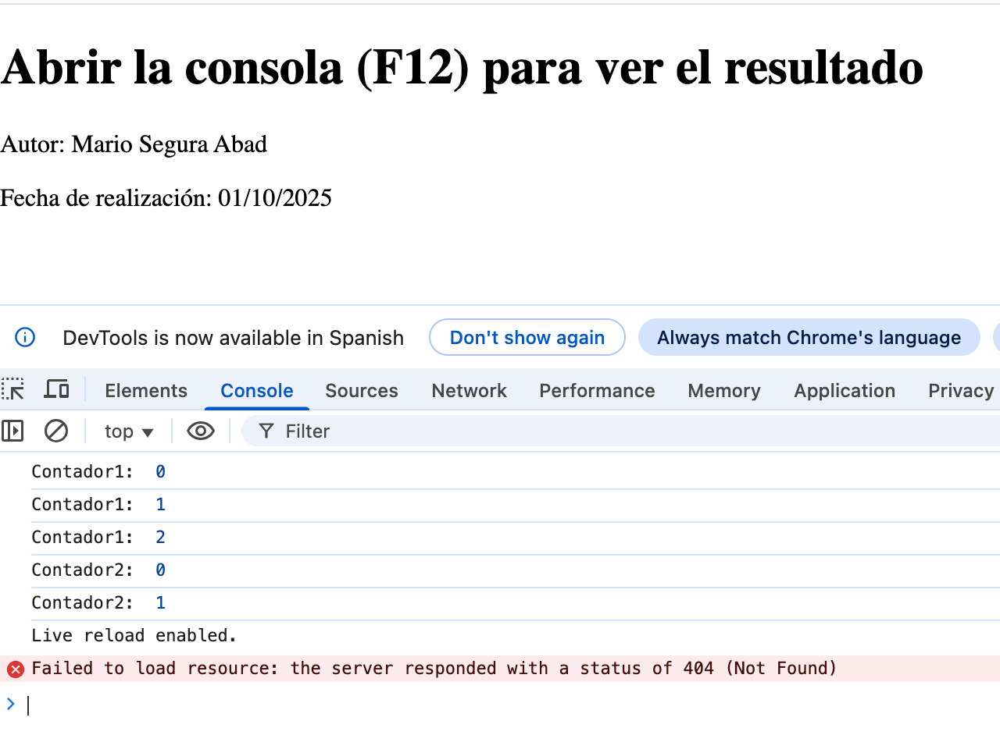 Abrir la consola (F12) para ver el resultado
Autor: Mario Segura Abad
Fecha de realización: 01/10/2025
DevTools is now available in Spanish Don't show again Always match Chrome's language
Elements Console Sources Network Performance Memory Application Privacy
top Filter
Contador1: 0
Contador1: 1
Contador1: 2
Contador2: 0
Contador2: 1
Live reload enabled.
Failed to load resource: the server responded with a status of 404 (Not Found)